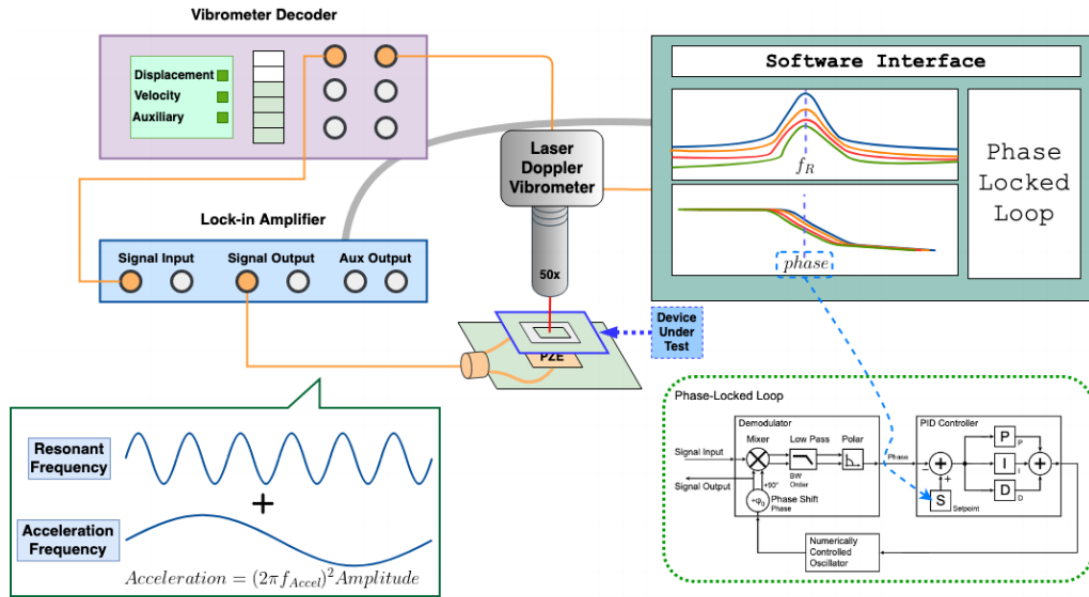 Vibrometer Decoder
Displacement
Velocity
Auxiliary
Laser
Doppler
Vibrometer
50x
Lock-in Amplifier
Signal Input
Signal Output
Aux Output
PZE
Device
Under
Test
Software Interface
f_R
phase
Phase
Locked
Loop
Resonant
Frequency
+
Acceleration
Frequency
Acceleration = (2πf_{Accel})^2 Amplitude
Phase-Locked Loop
Demodulator
Mixer
Low Pass
Polar
Signal Input
Signal Output
BW
Order
+90°
+φ₀
Phase Shift
Phase
Phase
PID Controller
+
S
Setpoint
P
P
I
I
D
D
Numerically
Controlled
Oscillator